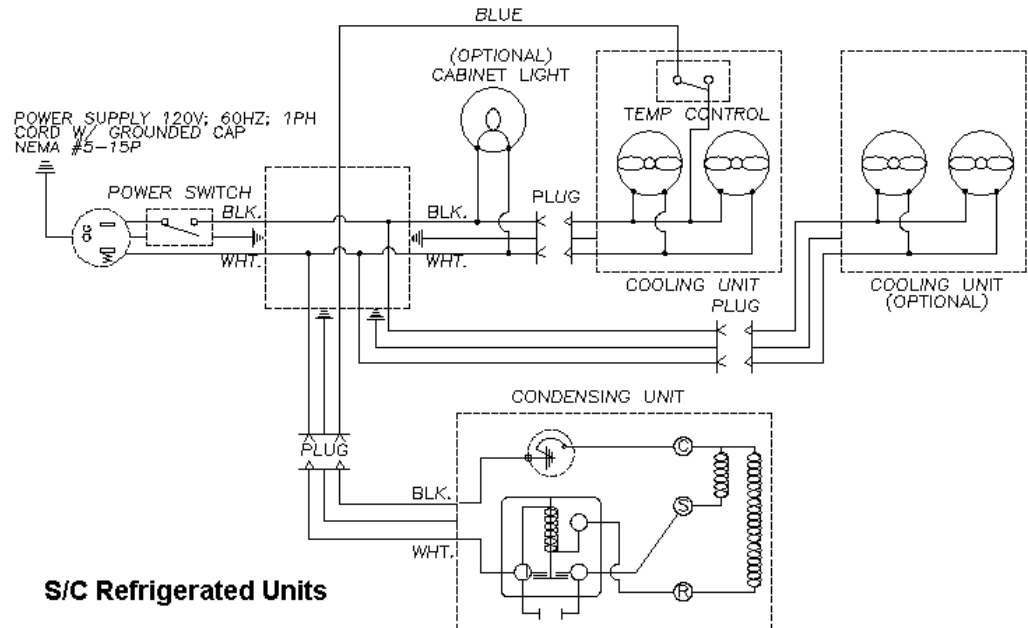 BLUE
(OPTIONAL)
CABINET LIGHT
TEMP CONTROL
POWER SUPPLY 120V; 60HZ; 1PH
CORD W/ GROUNDED CAP
NEMA #5-15P
POWER SWITCH
PLUG
BLK.
BLK.
G
W
WHT.
WHT.
COOLING UNIT
COOLING UNIT
(OPTIONAL)
PLUG
CONDENSING UNIT
PLUG
C
BLK.
S
WHT.
R
S/C Refrigerated Units